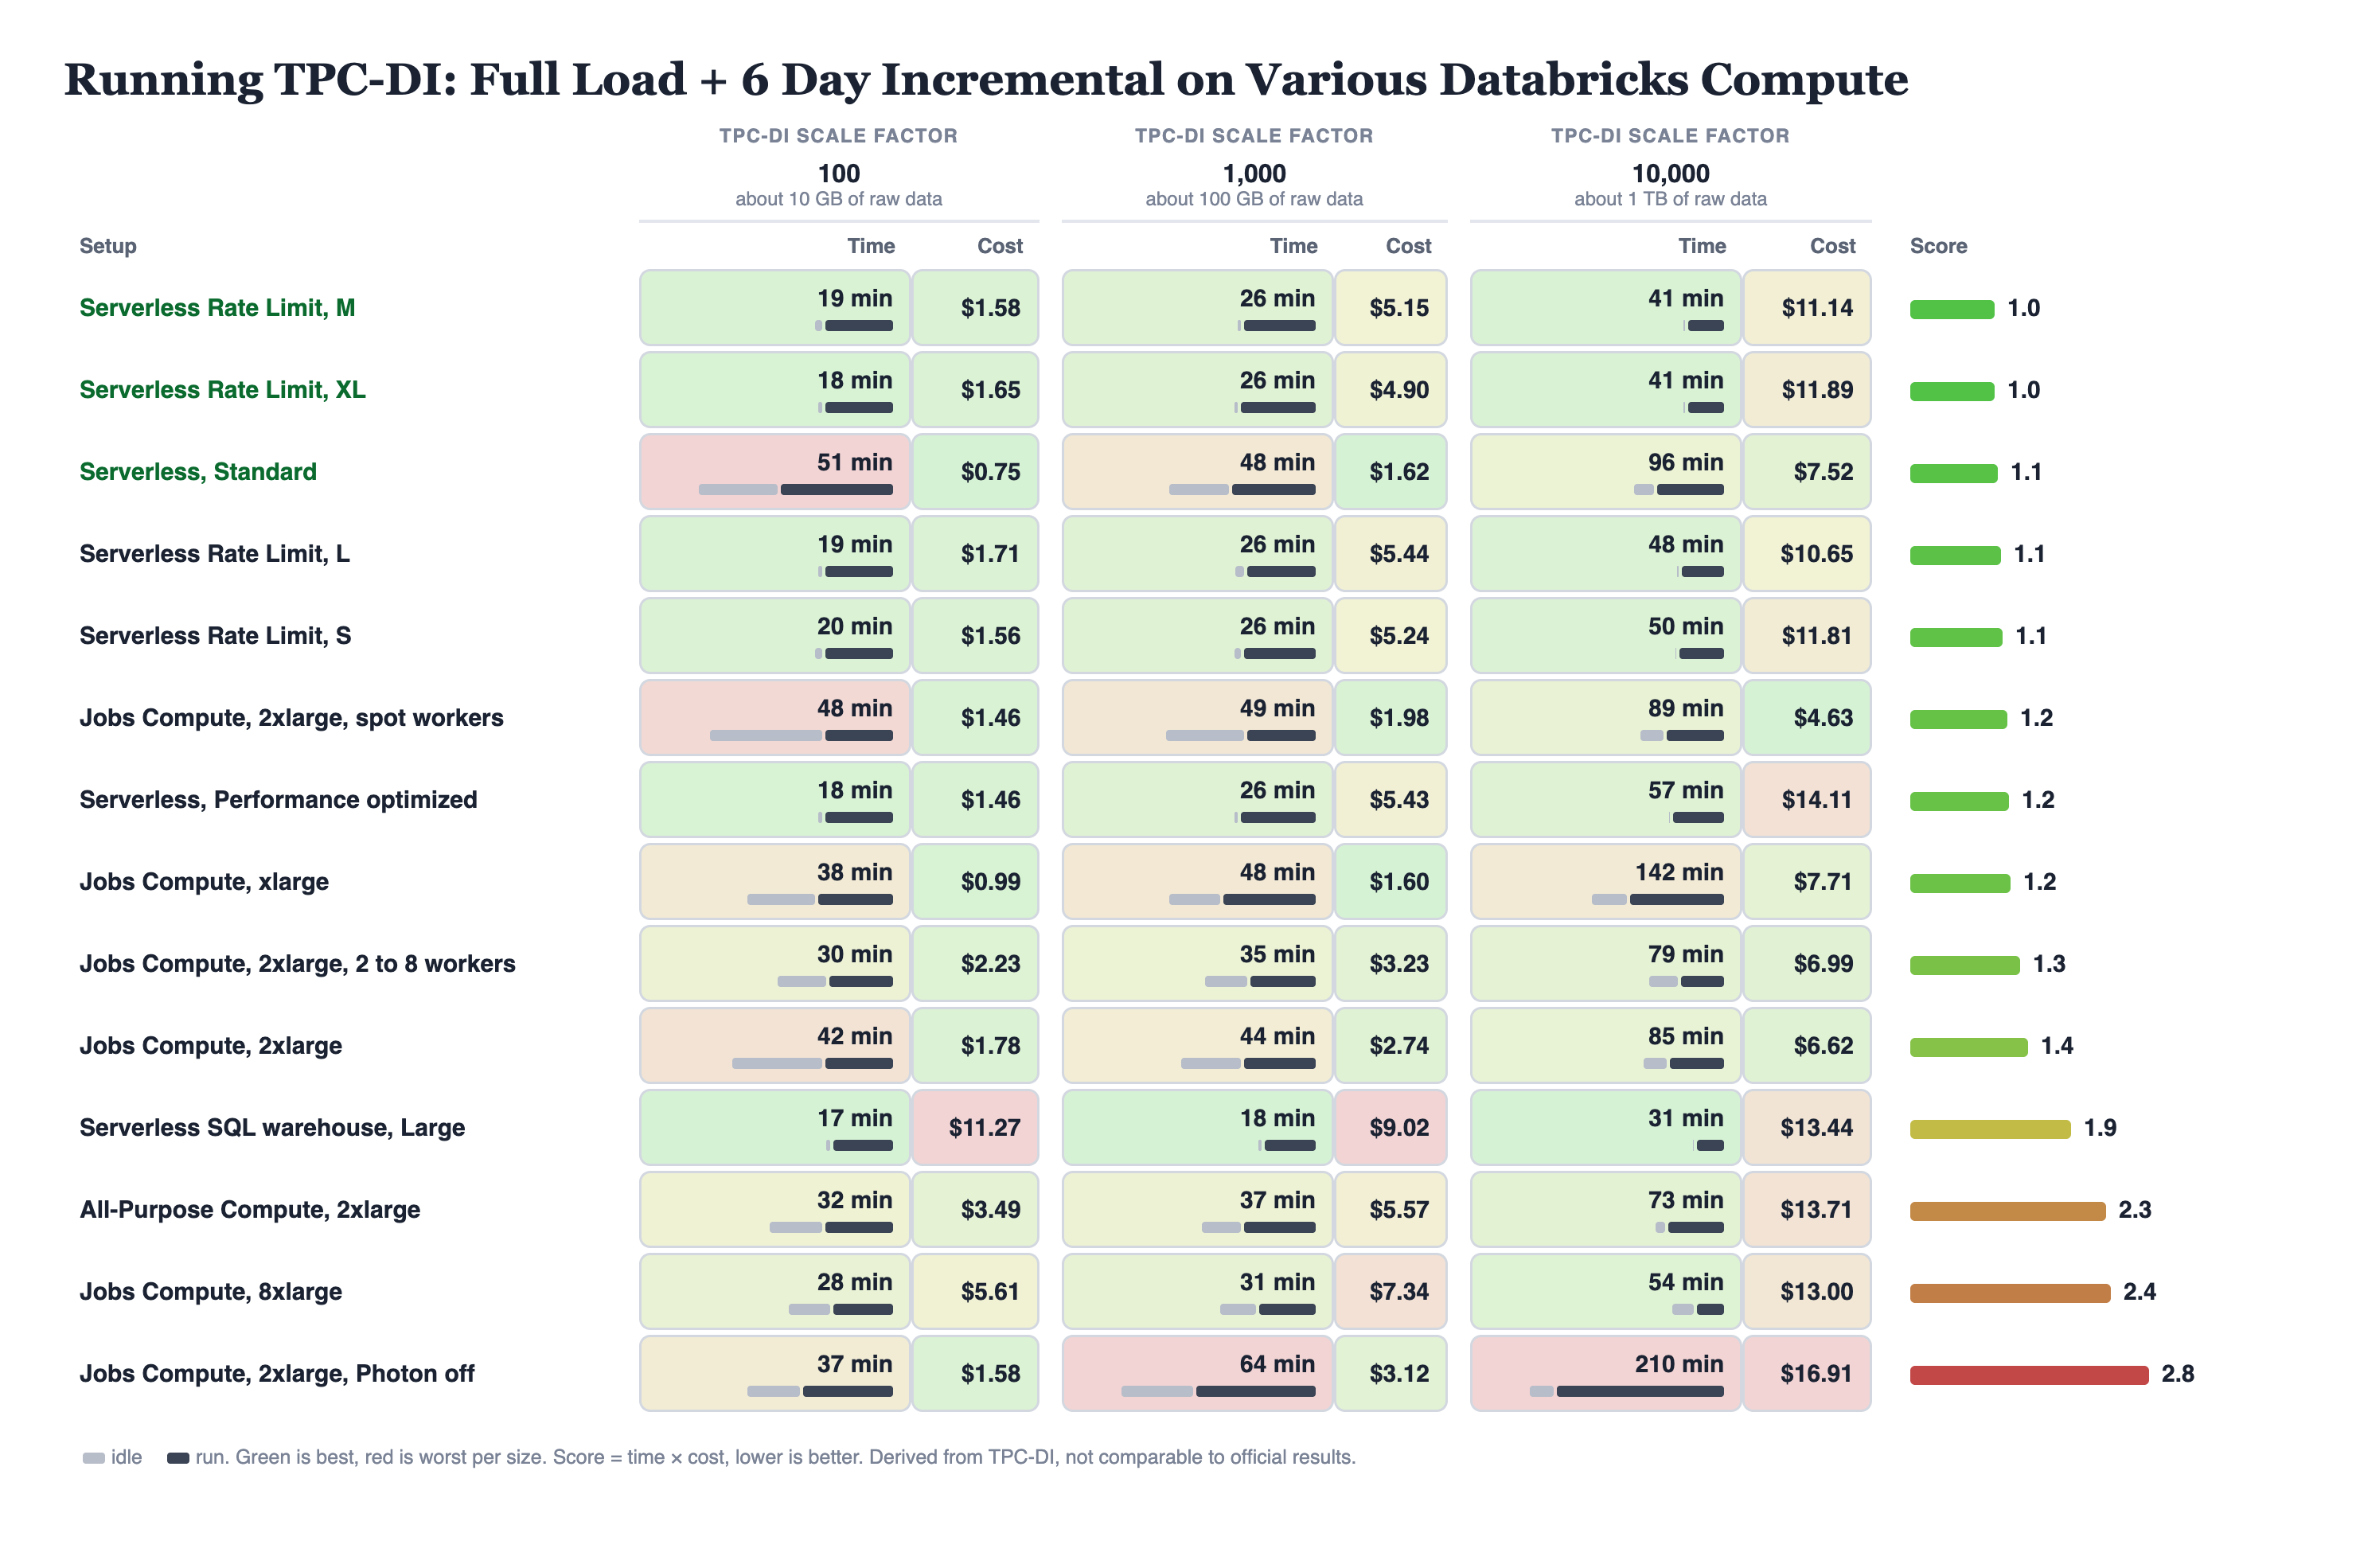 Running TPC-DI: Full Load + 6 Day Incremental on Various Databricks Compute
TPC-DI SCALE FACTOR TPC-DI SCALE FACTOR TPC-DI SCALE FACTOR
100 1,000 10,000
about 10 GB of raw data about 100 GB of raw data about 1 TB of raw data
Setup Time Cost Time Cost Time Cost Score
Serverless Rate Limit, M 19 min $1.58 26 min $5.15 41 min $11.14 1.0
Serverless Rate Limit, XL 18 min $1.65 26 min $4.90 41 min $11.89 1.0
Serverless, Standard 51 min $0.75 48 min $1.62 96 min $7.52 1.1
Serverless Rate Limit, L 19 min $1.71 26 min $5.44 48 min $10.65 1.1
Serverless Rate Limit, S 20 min $1.56 26 min $5.24 50 min $11.81 1.1
Jobs Compute, 2xlarge, spot workers 48 min $1.46 49 min $1.98 89 min $4.63 1.2
Serverless, Performance optimized 18 min $1.46 26 min $5.43 57 min $14.11 1.2
Jobs Compute, xlarge 38 min $0.99 48 min $1.60 142 min $7.71 1.2
Jobs Compute, 2xlarge, 2 to 8 workers 30 min $2.23 35 min $3.23 79 min $6.99 1.3
Jobs Compute, 2xlarge 42 min $1.78 44 min $2.74 85 min $6.62 1.4
Serverless SQL warehouse, Large 17 min $11.27 18 min $9.02 31 min $13.44 1.9
All-Purpose Compute, 2xlarge 32 min $3.49 37 min $5.57 73 min $13.71 2.3
Jobs Compute, 8xlarge 28 min $5.61 31 min $7.34 54 min $13.00 2.4
Jobs Compute, 2xlarge, Photon off 37 min $1.58 64 min $3.12 210 min $16.91 2.8
idle run. Green is best, red is worst per size. Score = time × cost, lower is better. Derived from TPC-DI, not comparable to official results.